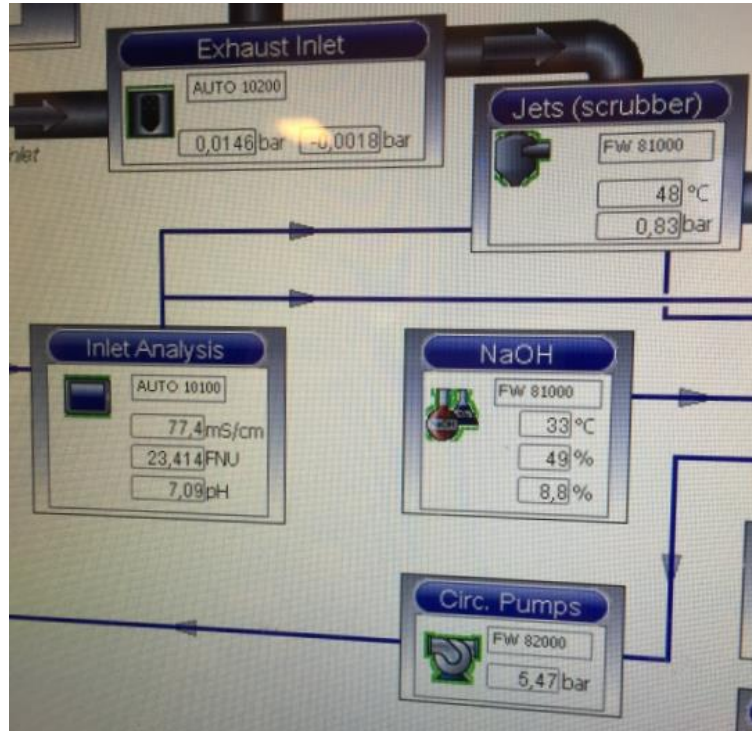 Exhaust Inlet
AUTO 10200
0,0146 bar -0,0018 bar
Jets (scrubber)
FW 81000
48 °C
0,83 bar
nlet
Inlet Analysis
AUTO 10100
77,4 mS/cm
23,414 FNU
7,09 pH
NaOH
FW 81000
NaOH
33 °C
49 %
8,8 %
Circ. Pumps
FW 82000
5,47 bar